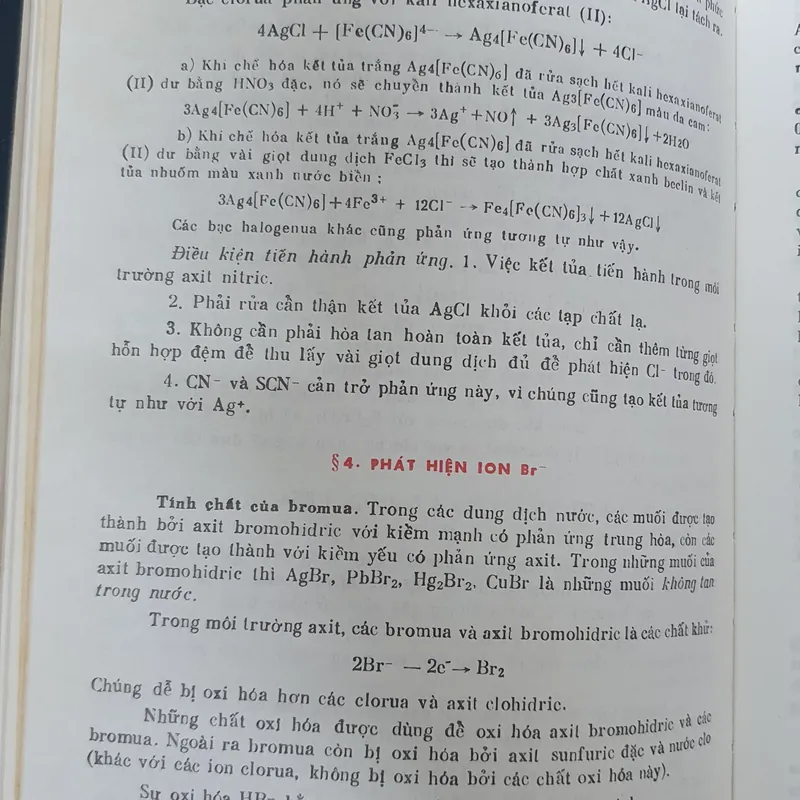 Bạc clorua phản ứng với kali hexaxianoferat (II):
AgCl lại tách ra.
4AgCl + [Fe(CN)₆]⁴⁻ → Ag₄[Fe(CN)₆]↓ + 4Cl⁻
a) Khi chế hóa kết tủa trắng Ag₄[Fe(CN)₆] đã rửa sạch hết kali hexaxianoferat
(II) dư bằng HNO₃ đặc, nó sẽ chuyển thành kết tủa Ag₃[Fe(CN)₆] màu da cam:
3Ag₄[Fe(CN)₆] + 4H⁺ + NO₃⁻ → 3Ag⁺ + NO↑ + 3Ag₃[Fe(CN)₆]↓ + 2H₂O
b) Khi chế hóa kết tủa trắng Ag₄[Fe(CN)₆] đã rửa sạch hết kali hexaxianoferat
(II) dư bằng vài giọt dung dịch FeCl₃ thì sẽ tạo thành hợp chất xanh beclin và kết
tủa nhuốm màu xanh nước biển :
3Ag₄[Fe(CN)₆] + 4Fe³⁺ + 12Cl⁻ → Fe₄[Fe(CN)₆]₃↓ + 12AgCl↓
Các bạc halogenua khác cũng phản ứng tương tự như vậy.
Điều kiện tiến hành phản ứng. 1. Việc kết tủa tiến hành trong môi
trường axit nitric.
2. Phải rửa cẩn thận kết tủa AgCl khỏi các tạp chất lạ.
3. Không cần phải hòa tan hoàn toàn kết tủa, chỉ cần thêm từng giọt
hỗn hợp đệm để thu lấy vài giọt dung dịch đủ để phát hiện Cl⁻ trong đó.
4. CN⁻ và SCN⁻ cản trở phản ứng này, vì chúng cũng tạo kết tủa tương
tự như với Ag⁺.
§ 4. PHÁT HIỆN ION Br⁻
Tính chất của bromua. Trong các dung dịch nước, các muối được tạo
thành bởi axit bromohidric với kiềm mạnh có phản ứng trung hòa, còn các
muối được tạo thành với kiềm yếu có phản ứng axit. Trong những muối của
axit bromohidric thì AgBr, PbBr₂, Hg₂Br₂, CuBr là những muối không tan
trong nước.
Trong môi trường axit, các bromua và axit bromohidric là các chất khử:
2Br⁻ — 2e⁻ → Br₂
Chúng dễ bị oxi hóa hơn các clorua và axit clohidric.
Những chất oxi hóa được dùng để oxi hóa axit bromohidric và các
bromua. Ngoài ra bromua còn bị oxi hóa bởi axit sunfuric đặc và nước clo
(khác với các ion clorua, không bị oxi hóa bởi các chất oxi hóa này).
Sự oxi hóa